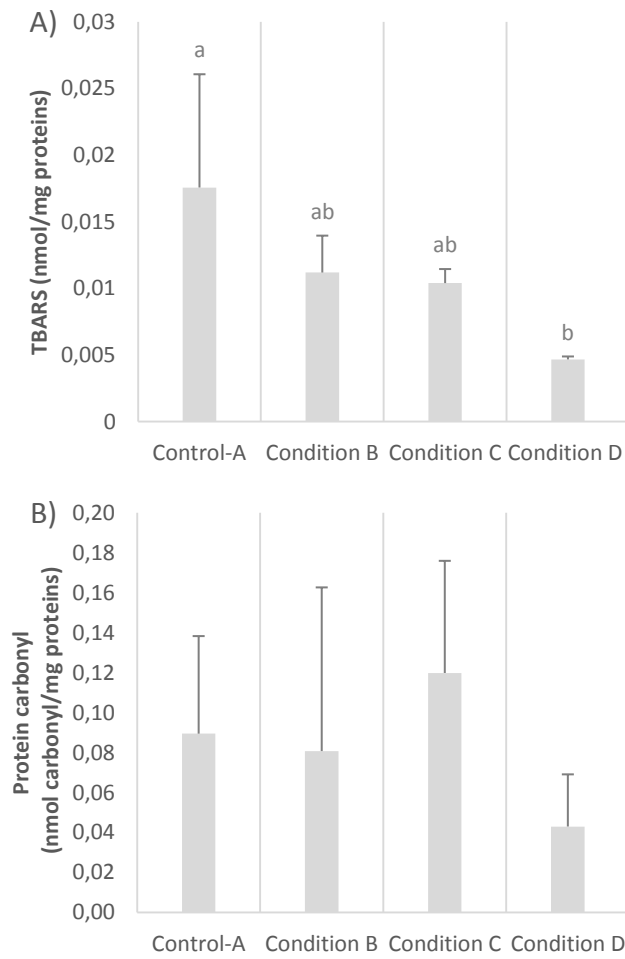 A)
TBARS (nmol/mg proteins)
0,03
0,025
0,02
0,015
0,01
0,005
0
a
ab
ab
b
Control-A Condition B Condition C Condition D
B)
Protein carbonyl
(nmol carbonyl/mg proteins)
0,20
0,18
0,16
0,14
0,12
0,10
0,08
0,06
0,04
0,02
0,00
Control-A Condition B Condition C Condition D